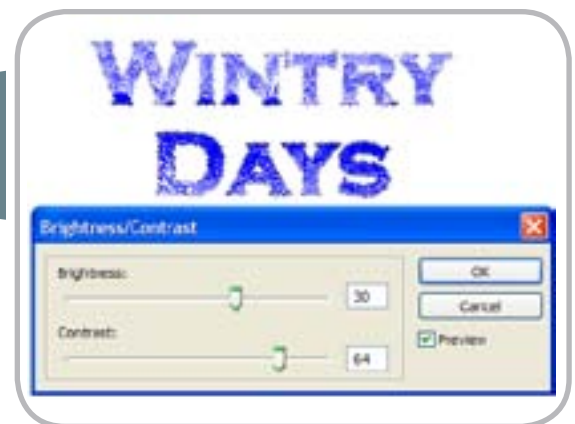 WINTRY
DAYS
Brightness/Contrast
Brightness:
30
OK
Cancel
Contrast:
64
Preview